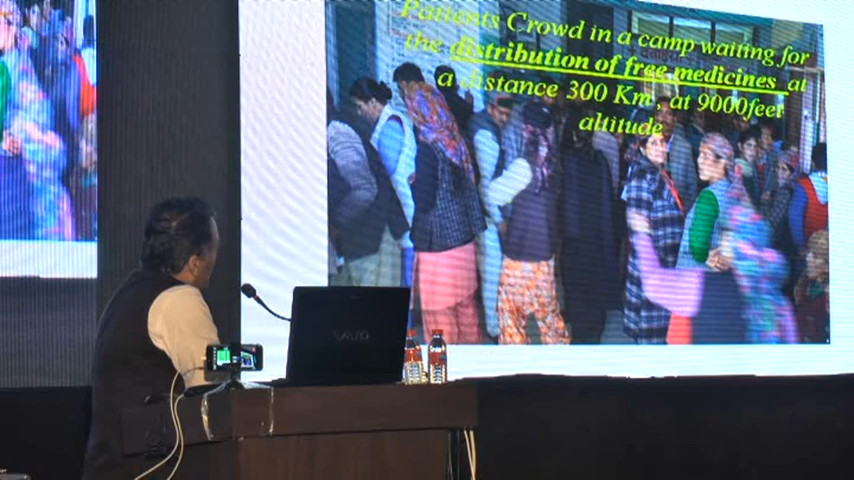 Patients Crowd in a camp waiting for
the distribution of free medicines at
a distance 300 Km, at 9000feet
altitude
VAIO